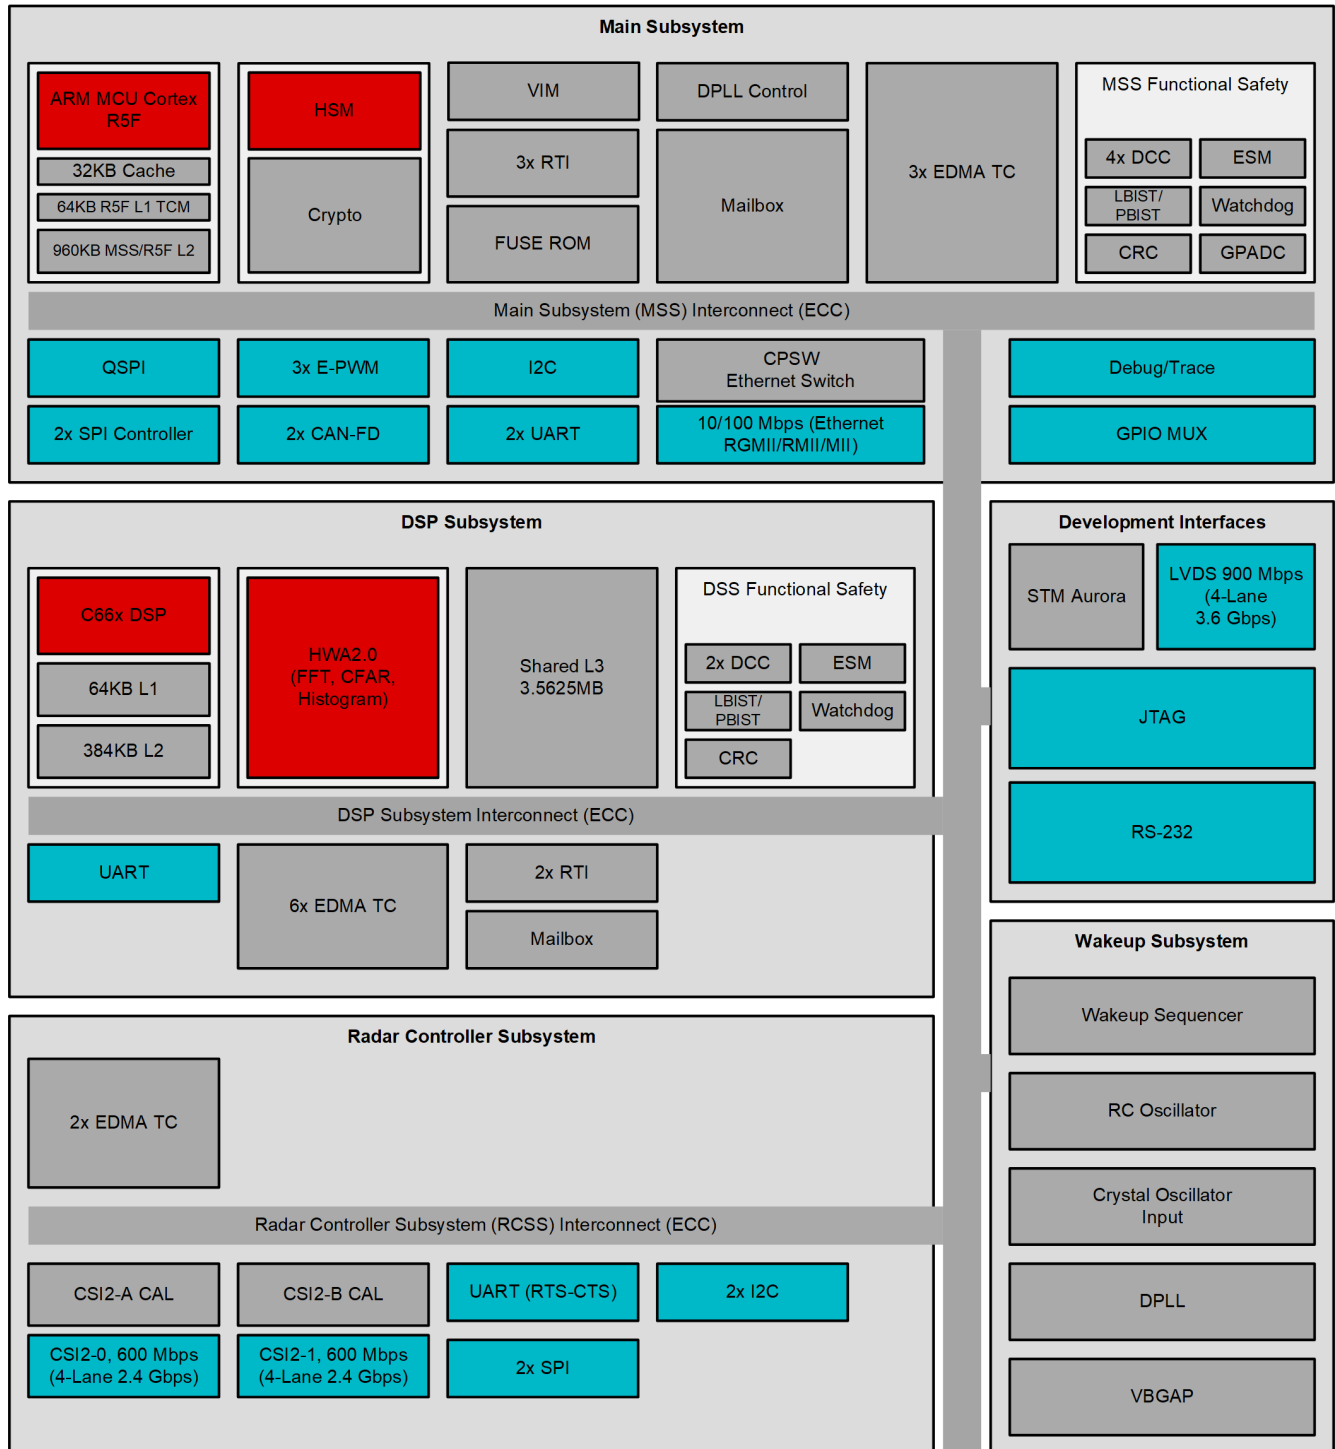 Main Subsystem
ARM MCU Cortex
R5F
32KB Cache
64KB R5F L1 TCM
960KB MSS/R5F L2
HSM
Crypto
VIM
3x RTI
FUSE ROM
DPLL Control
Mailbox
3x EDMA TC
MSS Functional Safety
4x DCC
ESM
LBIST/
PBIST
Watchdog
CRC
GPADC
Main Subsystem (MSS) Interconnect (ECC)
QSPI
3x E-PWM
I2C
CPSW
Ethernet Switch
Debug/Trace
2x SPI Controller
2x CAN-FD
2x UART
10/100 Mbps (Ethernet
RGMII/RMII/MII)
GPIO MUX
DSP Subsystem
C66x DSP
64KB L1
384KB L2
HWA2.0
(FFT, CFAR,
Histogram)
Shared L3
3.5625MB
DSS Functional Safety
2x DCC
ESM
LBIST/
PBIST
Watchdog
CRC
DSP Subsystem Interconnect (ECC)
UART
6x EDMA TC
2x RTI
Mailbox
Development Interfaces
STM Aurora
LVDS 900 Mbps
(4-Lane
3.6 Gbps)
JTAG
RS-232
Radar Controller Subsystem
2x EDMA TC
Radar Controller Subsystem (RCSS) Interconnect (ECC)
CSI2-A CAL
CSI2-B CAL
UART (RTS-CTS)
2x I2C
CSI2-0, 600 Mbps
(4-Lane 2.4 Gbps)
CSI2-1, 600 Mbps
(4-Lane 2.4 Gbps)
2x SPI
Wakeup Subsystem
Wakeup Sequencer
RC Oscillator
Crystal Oscillator
Input
DPLL
VBGAP